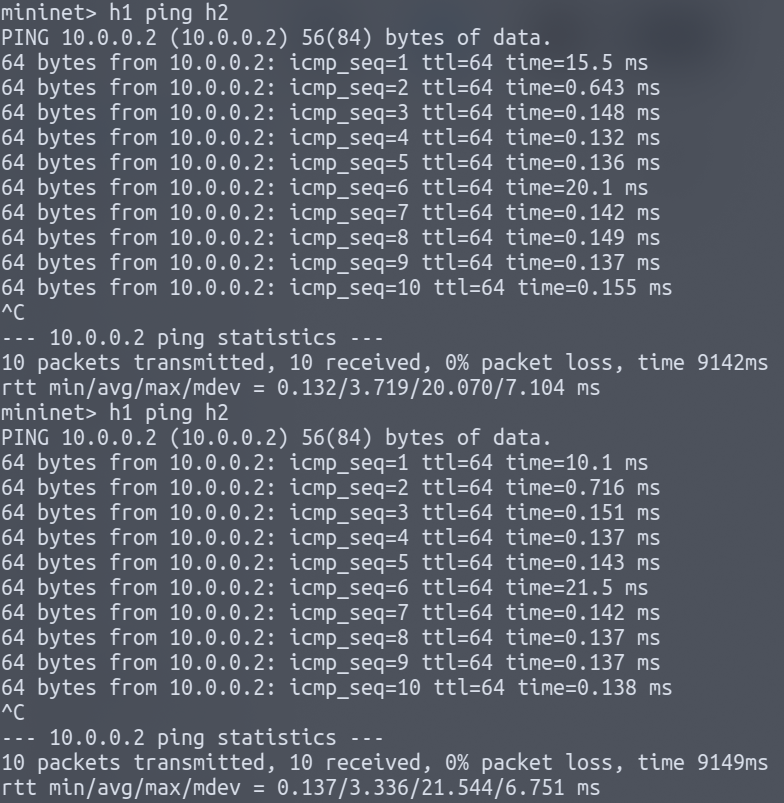 mininet> h1 ping h2
PING 10.0.0.2 (10.0.0.2) 56(84) bytes of data.
64 bytes from 10.0.0.2: icmp_seq=1 ttl=64 time=15.5 ms
64 bytes from 10.0.0.2: icmp_seq=2 ttl=64 time=0.643 ms
64 bytes from 10.0.0.2: icmp_seq=3 ttl=64 time=0.148 ms
64 bytes from 10.0.0.2: icmp_seq=4 ttl=64 time=0.132 ms
64 bytes from 10.0.0.2: icmp_seq=5 ttl=64 time=0.136 ms
64 bytes from 10.0.0.2: icmp_seq=6 ttl=64 time=20.1 ms
64 bytes from 10.0.0.2: icmp_seq=7 ttl=64 time=0.142 ms
64 bytes from 10.0.0.2: icmp_seq=8 ttl=64 time=0.149 ms
64 bytes from 10.0.0.2: icmp_seq=9 ttl=64 time=0.137 ms
64 bytes from 10.0.0.2: icmp_seq=10 ttl=64 time=0.155 ms
^C
--- 10.0.0.2 ping statistics ---
10 packets transmitted, 10 received, 0% packet loss, time 9142ms
rtt min/avg/max/mdev = 0.132/3.719/20.070/7.104 ms
mininet> h1 ping h2
PING 10.0.0.2 (10.0.0.2) 56(84) bytes of data.
64 bytes from 10.0.0.2: icmp_seq=1 ttl=64 time=10.1 ms
64 bytes from 10.0.0.2: icmp_seq=2 ttl=64 time=0.716 ms
64 bytes from 10.0.0.2: icmp_seq=3 ttl=64 time=0.151 ms
64 bytes from 10.0.0.2: icmp_seq=4 ttl=64 time=0.137 ms
64 bytes from 10.0.0.2: icmp_seq=5 ttl=64 time=0.143 ms
64 bytes from 10.0.0.2: icmp_seq=6 ttl=64 time=21.5 ms
64 bytes from 10.0.0.2: icmp_seq=7 ttl=64 time=0.142 ms
64 bytes from 10.0.0.2: icmp_seq=8 ttl=64 time=0.137 ms
64 bytes from 10.0.0.2: icmp_seq=9 ttl=64 time=0.137 ms
64 bytes from 10.0.0.2: icmp_seq=10 ttl=64 time=0.138 ms
^C
--- 10.0.0.2 ping statistics ---
10 packets transmitted, 10 received, 0% packet loss, time 9149ms
rtt min/avg/max/mdev = 0.137/3.336/21.544/6.751 ms